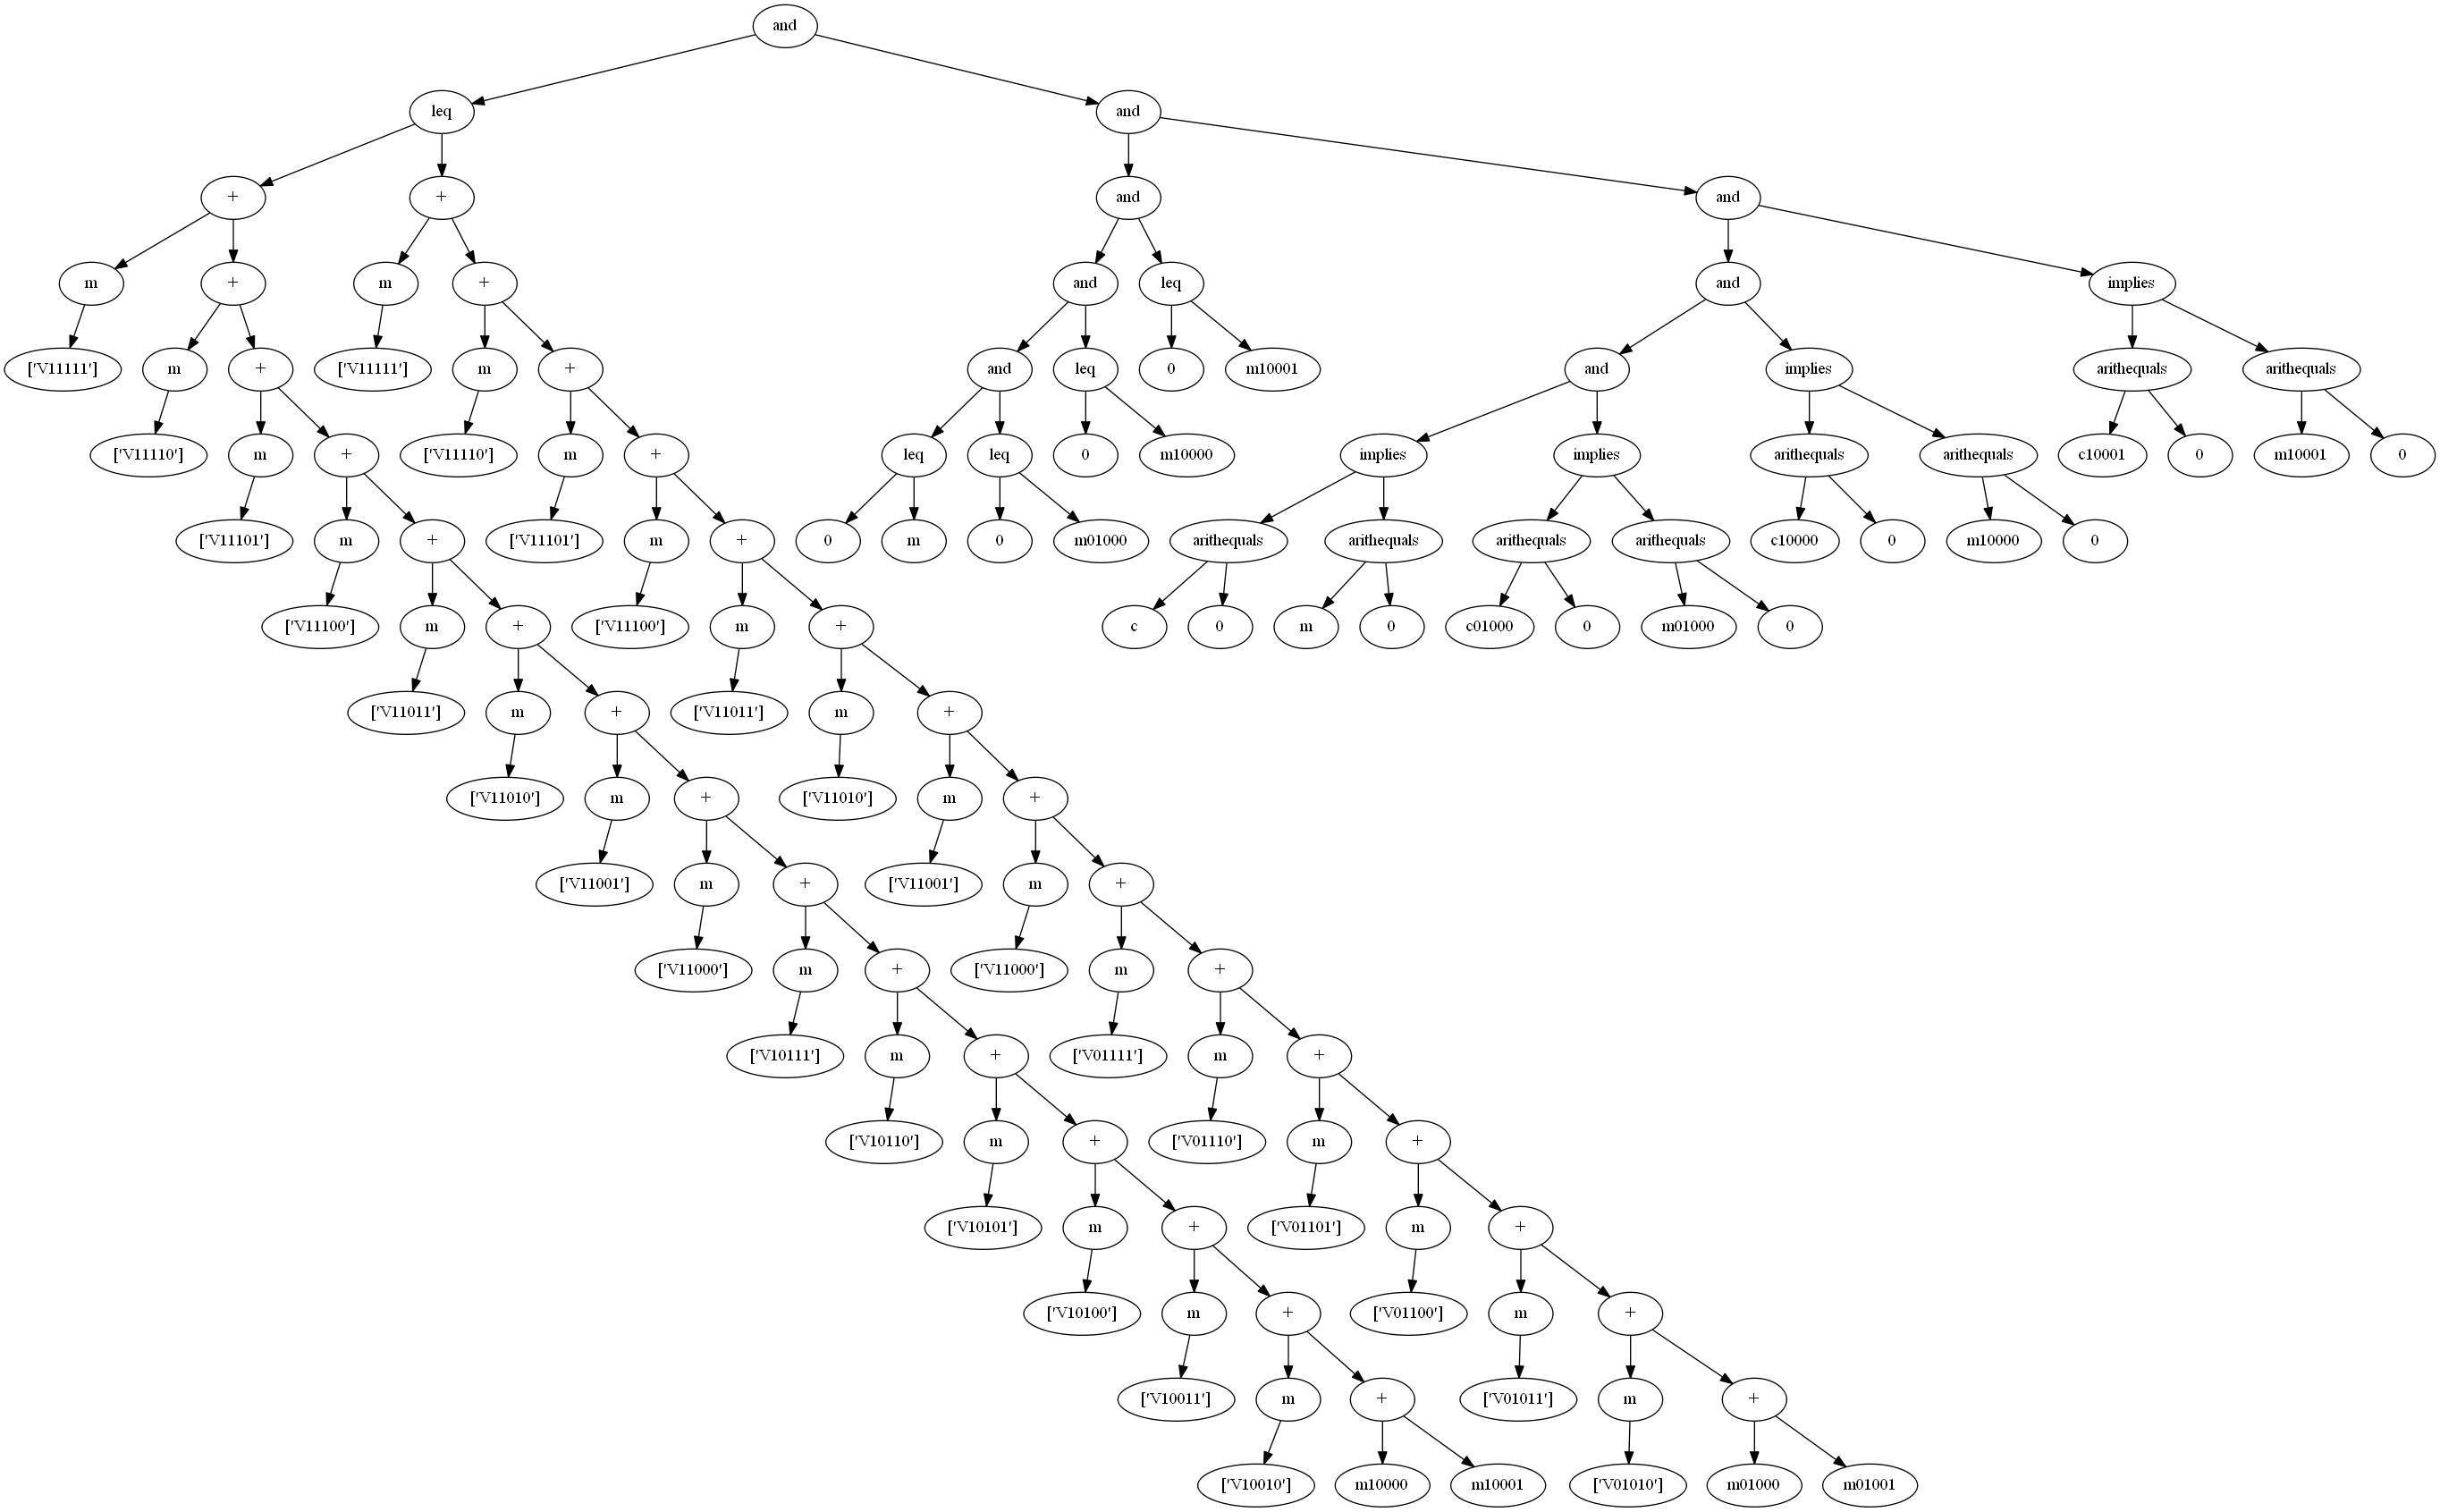 and
leq and
+ + and and
m + m + and leq and implies
['V11111'] m + ['V11111'] m + and leq 0 m10001 and implies arithequals arithequals
['V11110'] m + ['V11110'] m + leq leq 0 m10000 implies implies arithequals arithequals c10001 0 m10001 0
['V11101'] m + ['V11101'] m + 0 m 0 m01000 arithequals arithequals arithequals arithequals c10000 0 m10000 0
['V11100'] m + ['V11100'] m + c 0 m 0 c01000 0 m01000 0
['V11011'] m + ['V11011'] m +
['V11010'] m + ['V11010'] m +
['V11001'] m + ['V11001'] m +
['V11000'] m + ['V11000'] m +
['V10111'] m + ['V01111'] m +
['V10110'] m + ['V01110'] m +
['V10101'] m + ['V01101'] m +
['V10100'] m + ['V01100'] m +
['V10011'] m + ['V01011'] m +
['V10010'] m10000 m10001 ['V01010'] m01000 m01001